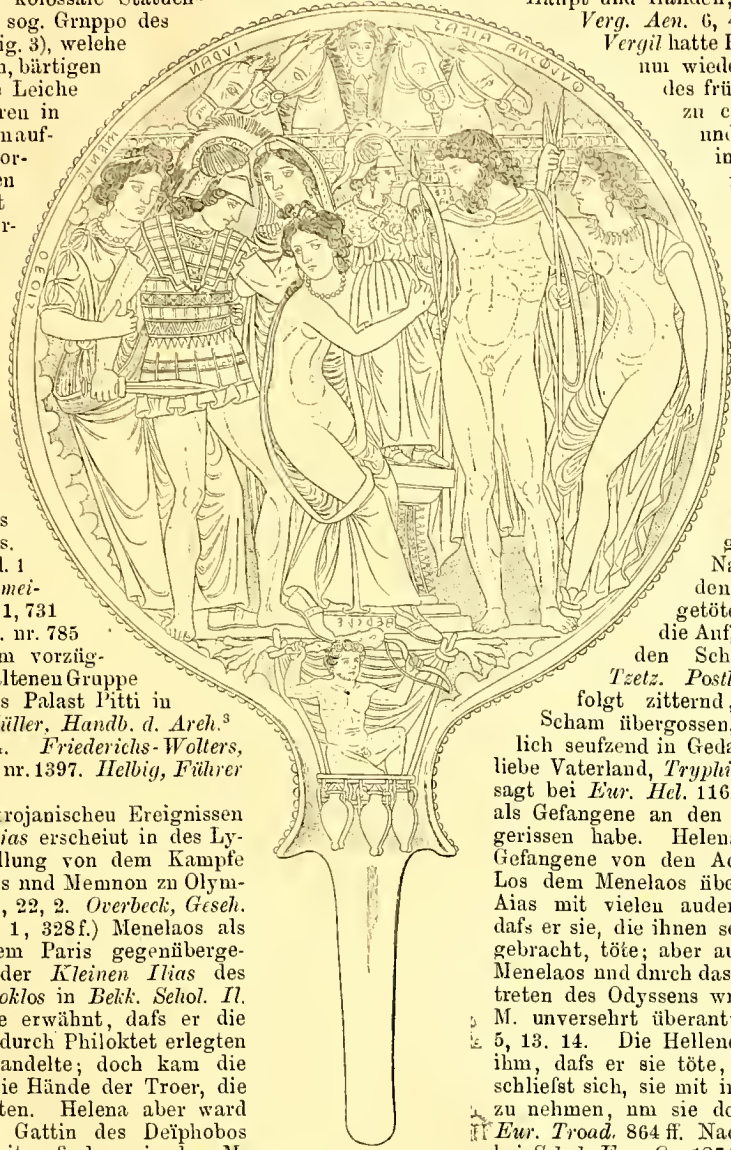 kolossale Statuen-
sog. Gruppe des
ig. 3), welche
n, bärtigen
Leiche
ren in
nauf-
or-
en
t
r-
s
s.
l. 1
mei-
1, 731
. nr. 785
m vorzüg-
ltenen Gruppe
s Palast Pitti in
üller, Handb. d. Arch.³
. Friederichs-Wolters,
nr. 1397. Helbig, Führer
trojanischen Ereignissen
ias erscheint in des Ly-
llung von dem Kampfe
s und Memnon zu Olym-
, 22, 2. Overbeck, Gesch.
1, 328f.) Menelaos als
em Paris gegenüberge-
der Kleinen Ilias des
oklos in Bekk. Schol. Il.
e erwähnt, daſs er die
durch Philoktet erlegten
andelte; doch kam die
ie Hände der Troer, die
ten. Helena aber ward
Gattin des Deïphobos
Haupt und Händen,
Verg. Aen. 6, 4
Vergil hatte
nun wiede
des frü
zu
und
in
g
Na
den
getöte
die Auf
den Sch
Tzetz. Posth
folgt zitternd,
Scham übergossen.
lich seufzend in Geda
liebe Vaterland, Tryphi
sagt bei Eur. Hel. 116
als Gefangene an den
gerissen habe. Helena
Gefangene von den Ac
Los dem Menelaos übe
Aias mit vielen ander
daſs er sie, die ihnen so
gebracht, töte; aber au
Menelaos und durch das
treten des Odysseus wi
M. unversehrt überant
5, 13. 14. Die Hellene
ihm, daſs er sie töte,
schlieſst sich, sie mit
zu nehmen, um sie do
Eur. Troad. 864 ff. Nac